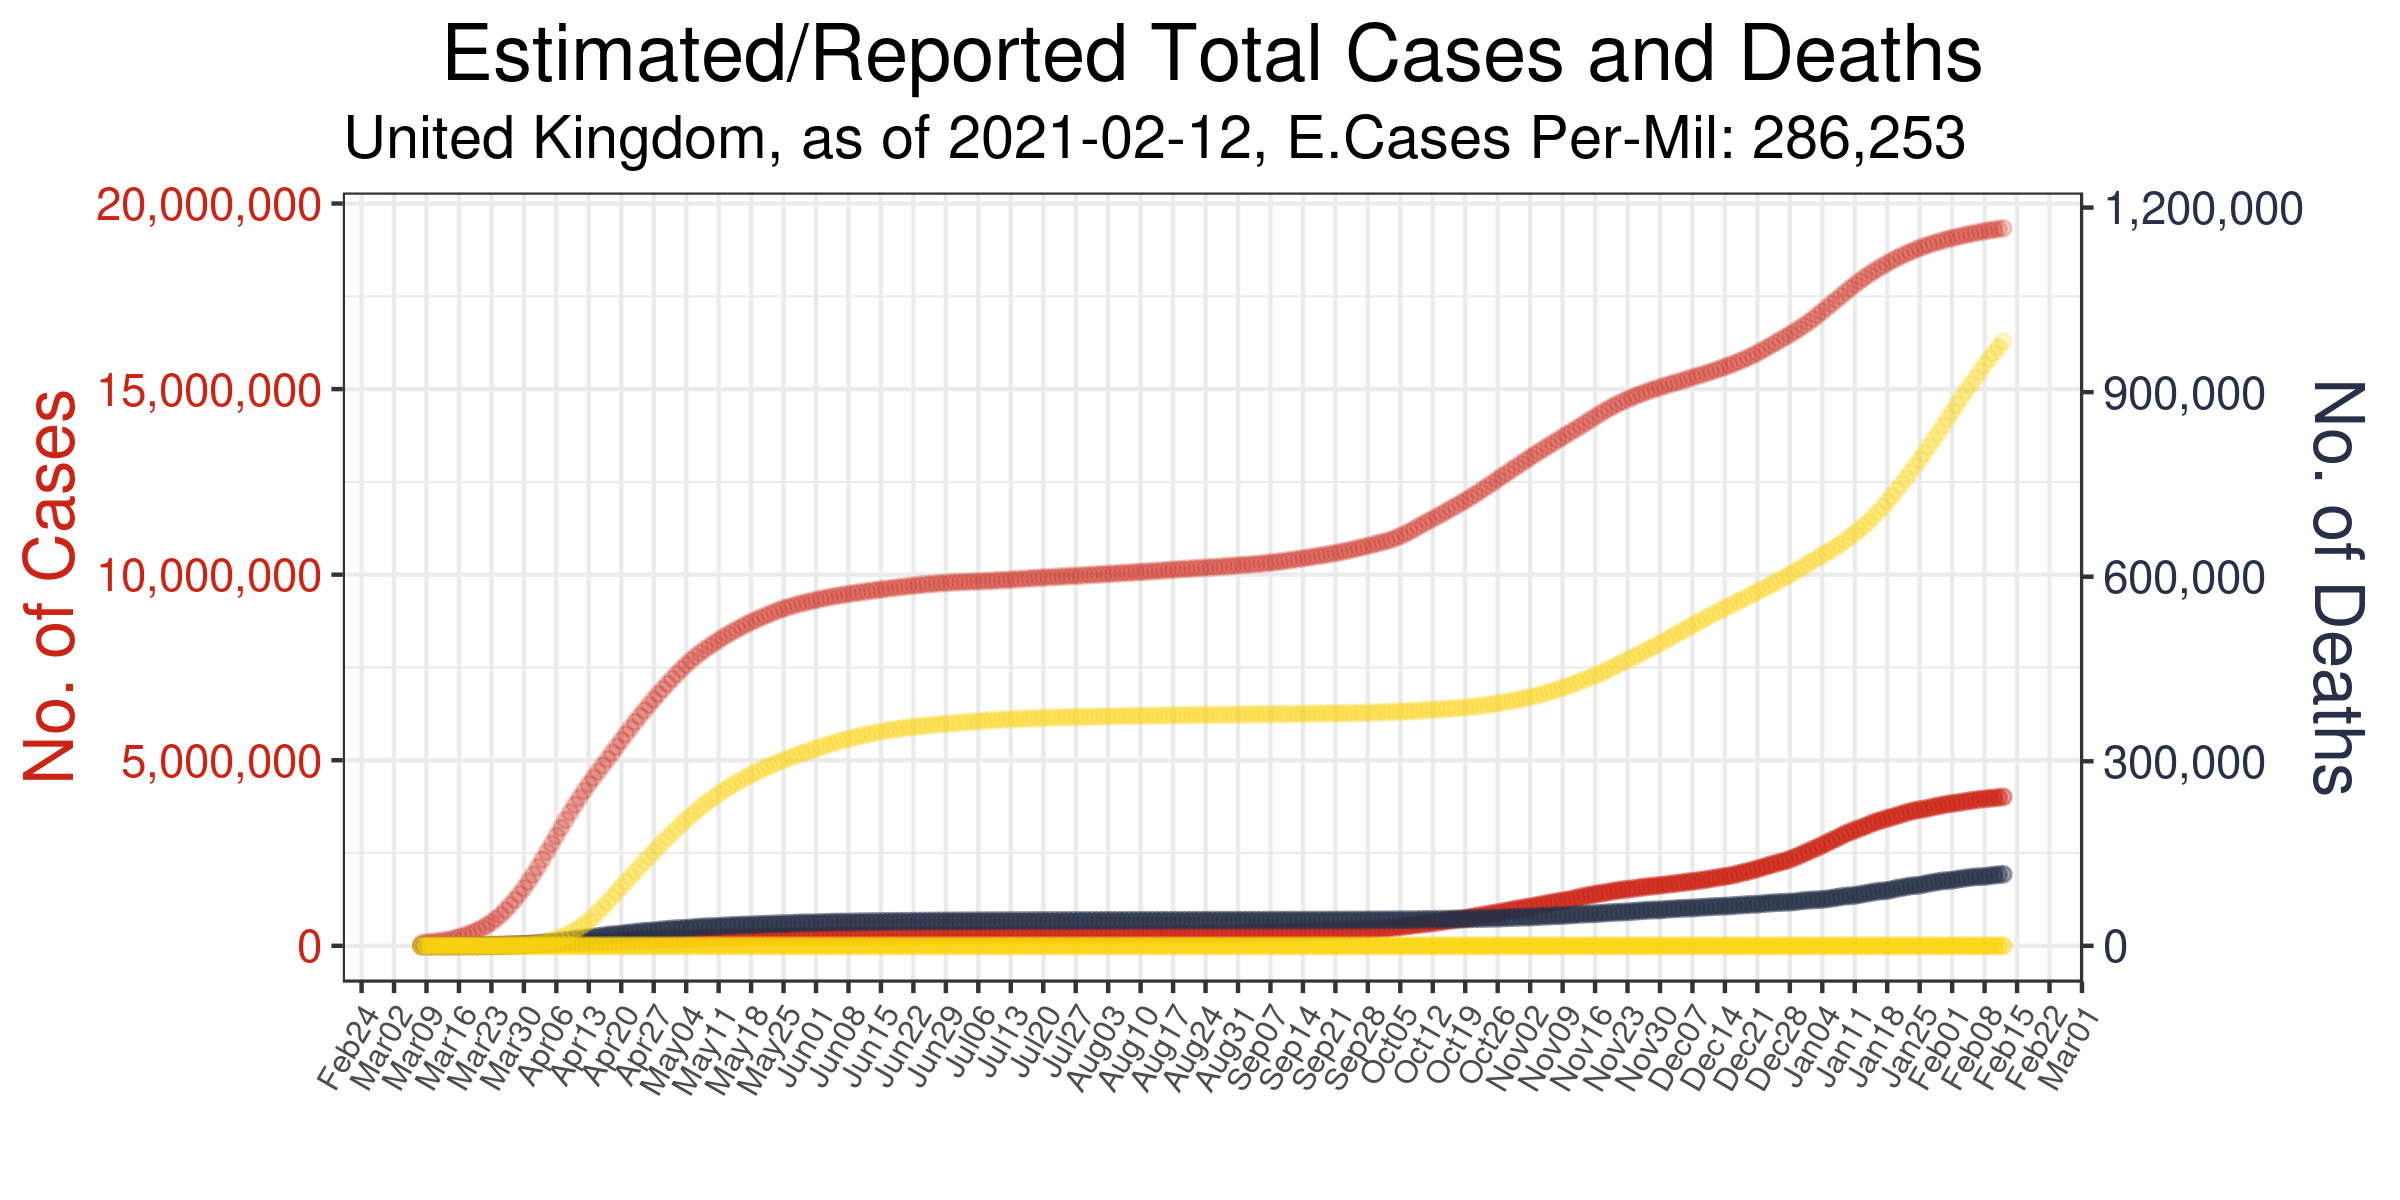 Estimated/Reported Total Cases and Deaths
United Kingdom, as of 2021-02-12, E.Cases Per-Mil: 286,253
No. of Cases
20,000,000
15,000,000
10,000,000
5,000,000
0
1,200,000
900,000
600,000
300,000
0
No. of Deaths
Feb24
Mar02
Mar09
Mar16
Mar23
Mar30
Apr06
Apr13
Apr20
Apr27
May04
May11
May18
May25
Jun01
Jun08
Jun15
Jun22
Jun29
Jul06
Jul13
Jul20
Jul27
Aug03
Aug10
Aug17
Aug24
Aug31
Sep07
Sep14
Sep21
Sep28
Oct05
Oct12
Oct19
Oct26
Nov02
Nov09
Nov16
Nov23
Nov30
Dec07
Dec14
Dec21
Dec28
Jan04
Jan11
Jan18
Jan25
Feb01
Feb08
Feb15
Feb22
Mar01